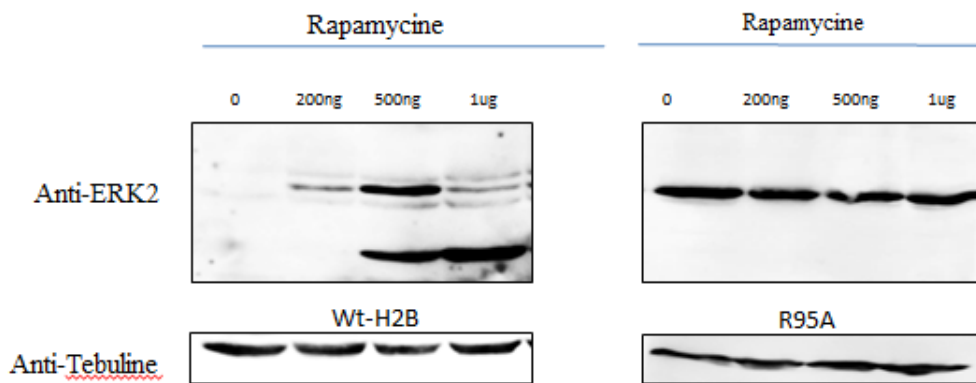 Rapamycine
Rapamycine
0 200ng 500ng 1ug
0 200ng 500ng 1ug
Anti-ERK2
Wt-H2B
R95A
Anti-Tebuline